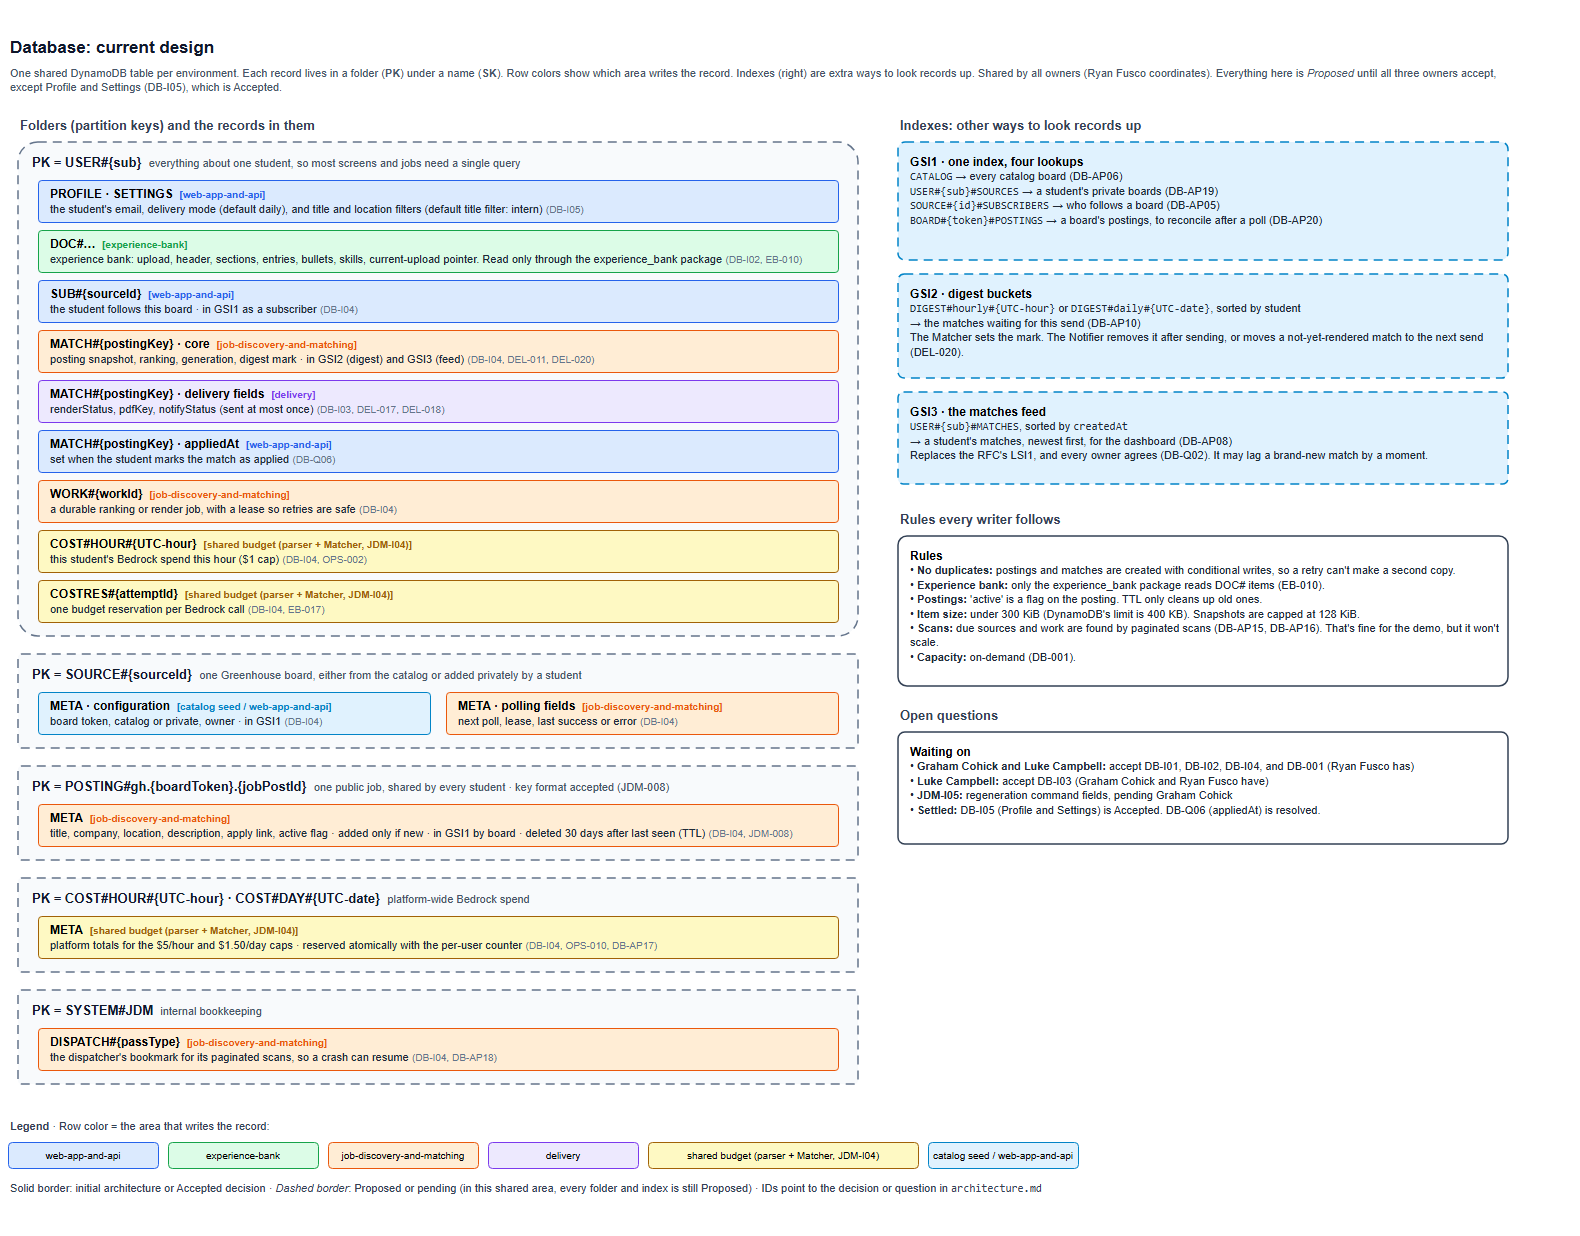 Database: current design
One shared DynamoDB table per environment. Each record lives in a folder (PK) under a name (SK). Row colors show which area writes the record. Indexes (right) are extra ways to look records up. Shared by all owners (Ryan Fusco coordinates). Everything here is Proposed until all three owners accept,
except Profile and Settings (DB-I05), which is Accepted.
Folders (partition keys) and the records in them
PK = USER#{sub} everything about one student, so most screens and jobs need a single query
PROFILE · SETTINGS [web-app-and-api]
the student's email, delivery mode (default daily), and title and location filters (default title filter: intern) (DB-I05)
DOC#... [experience-bank]
experience bank: upload, header, sections, entries, bullets, skills, current-upload pointer. Read only through the experience_bank package (DB-I02, EB-010)
SUB#{sourceId} [web-app-and-api]
the student follows this board · in GSI1 as a subscriber (DB-I04)
MATCH#{postingKey} · core [job-discovery-and-matching]
posting snapshot, ranking, generation, digest mark · in GSI2 (digest) and GSI3 (feed) (DB-I04, DEL-011, DEL-020)
MATCH#{postingKey} · delivery fields [delivery]
renderStatus, pdfKey, notifyStatus (sent at most once) (DB-I03, DEL-017, DEL-018)
MATCH#{postingKey} · appliedAt [web-app-and-api]
set when the student marks the match as applied (DB-Q06)
WORK#{workId} [job-discovery-and-matching]
a durable ranking or render job, with a lease so retries are safe (DB-I04)
COST#HOUR#{UTC-hour} [shared budget (parser + Matcher, JDM-I04)]
this student's Bedrock spend this hour ($1 cap) (DB-I04, OPS-002)
COSTRES#{attemptId} [shared budget (parser + Matcher, JDM-I04)]
one budget reservation per Bedrock call (DB-I04, EB-017)
PK = SOURCE#{sourceId} one Greenhouse board, either from the catalog or added privately by a student
META · configuration [catalog seed / web-app-and-api]
board token, catalog or private, owner · in GSI1 (DB-I04)
META · polling fields [job-discovery-and-matching]
next poll, lease, last success or error (DB-I04)
PK = POSTING#gh.{boardToken}.{jobPostId} one public job, shared by every student · key format accepted (JDM-008)
META [job-discovery-and-matching]
title, company, location, description, apply link, active flag · added only if new · in GSI1 by board · deleted 30 days after last seen (TTL) (DB-I04, JDM-008)
PK = COST#HOUR#{UTC-hour} · COST#DAY#{UTC-date} platform-wide Bedrock spend
META [shared budget (parser + Matcher, JDM-I04)]
platform totals for the $5/hour and $1.50/day caps · reserved atomically with the per-user counter (DB-I04, OPS-010, DB-AP17)
PK = SYSTEM#JDM internal bookkeeping
DISPATCH#{passType} [job-discovery-and-matching]
the dispatcher's bookmark for its paginated scans, so a crash can resume (DB-I04, DB-AP18)
Indexes: other ways to look records up
GSI1 · one index, four lookups
CATALOG → every catalog board (DB-AP06)
USER#{sub}#SOURCES → a student's private boards (DB-AP19)
SOURCE#{id}#SUBSCRIBERS → who follows a board (DB-AP05)
BOARD#{token}#POSTINGS → a board's postings, to reconcile after a poll (DB-AP20)
GSI2 · digest buckets
DIGEST#hourly#{UTC-hour} or DIGEST#daily#{UTC-date}, sorted by student
→ the matches waiting for this send (DB-AP10)
The Matcher sets the mark. The Notifier removes it after sending, or moves a not-yet-rendered match to the next send
(DEL-020).
GSI3 · the matches feed
USER#{sub}#MATCHES, sorted by createdAt
→ a student's matches, newest first, for the dashboard (DB-AP08)
Replaces the RFC's LSI1, and every owner agrees (DB-Q02). It may lag a brand-new match by a moment.
Rules every writer follows
Rules
• No duplicates: postings and matches are created with conditional writes, so a retry can't make a second copy.
• Experience bank: only the experience_bank package reads DOC# items (EB-010).
• Postings: 'active' is a flag on the posting. TTL only cleans up old ones.
• Item size: under 300 KiB (DynamoDB's limit is 400 KB). Snapshots are capped at 128 KiB.
• Scans: due sources and work are found by paginated scans (DB-AP15, DB-AP16). That's fine for the demo, but it won't
scale.
• Capacity: on-demand (DB-001).
Open questions
Waiting on
• Graham Cohick and Luke Campbell: accept DB-I01, DB-I02, DB-I04, and DB-001 (Ryan Fusco has)
• Luke Campbell: accept DB-I03 (Graham Cohick and Ryan Fusco have)
• JDM-I05: regeneration command fields, pending Graham Cohick
• Settled: DB-I05 (Profile and Settings) is Accepted. DB-Q06 (appliedAt) is resolved.
Legend · Row color = the area that writes the record:
web-app-and-api
experience-bank
job-discovery-and-matching
delivery
shared budget (parser + Matcher, JDM-I04)
catalog seed / web-app-and-api
Solid border: initial architecture or Accepted decision · Dashed border: Proposed or pending (in this shared area, every folder and index is still Proposed) · IDs point to the decision or question in architecture.md